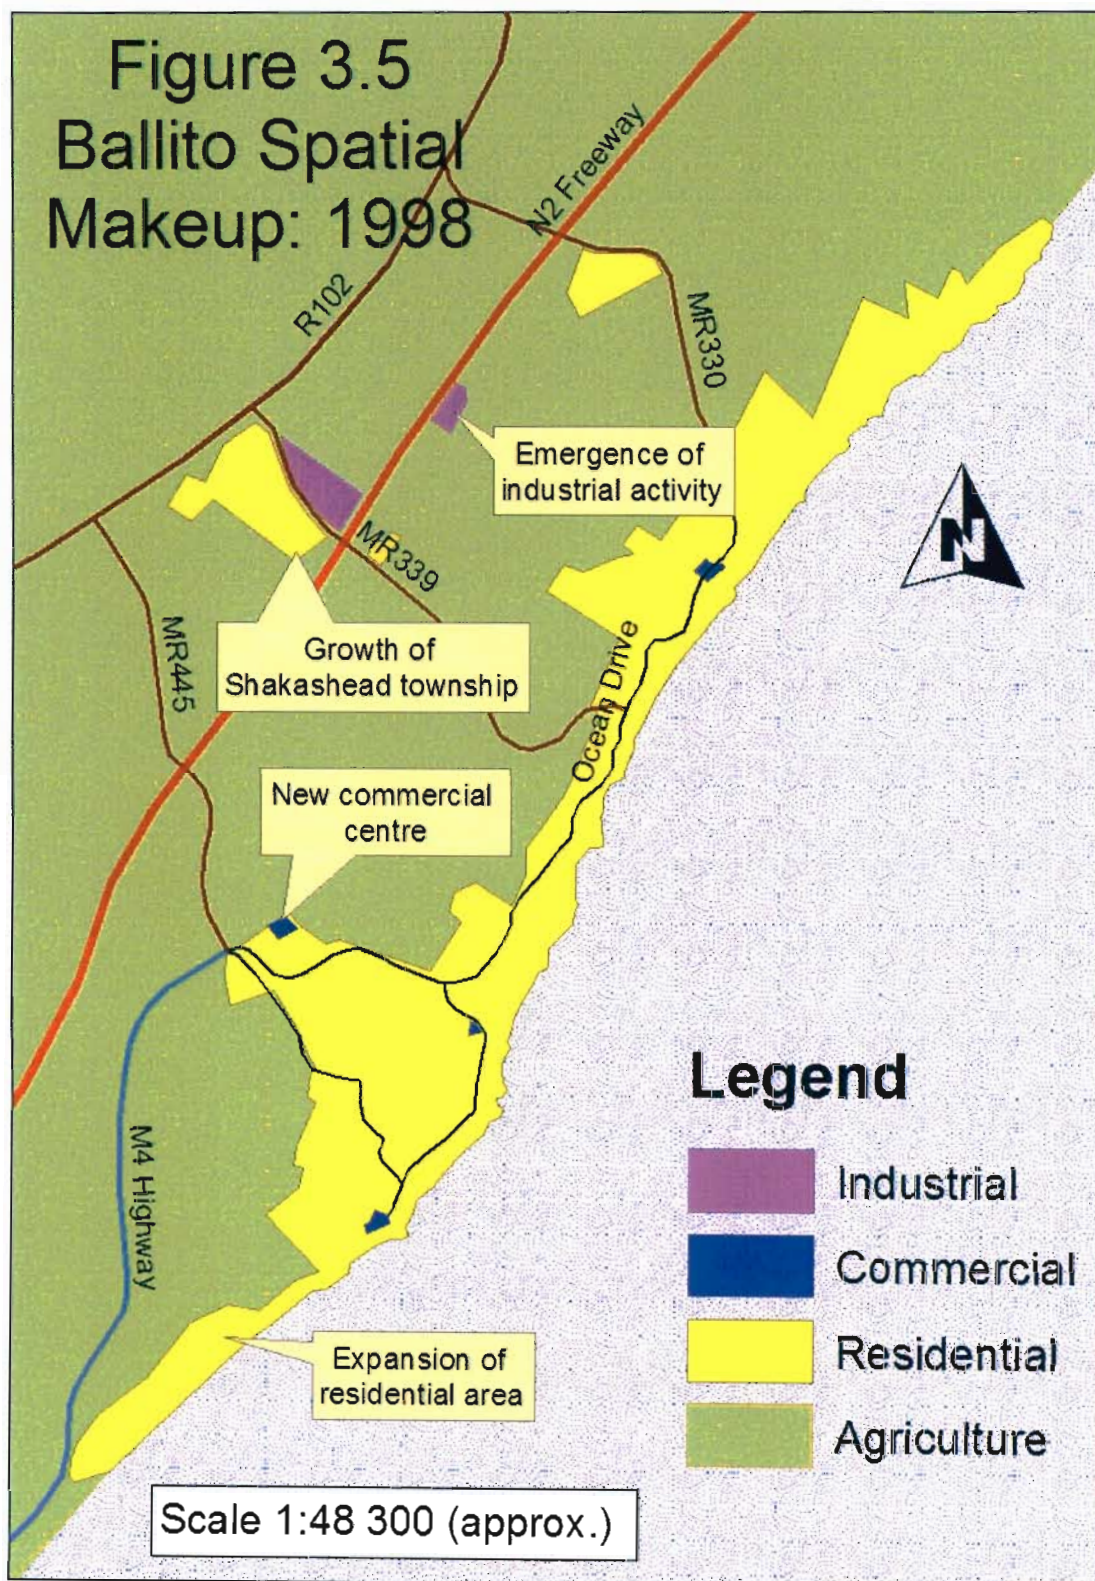 Figure 3.5
Ballito Spatial
Makeup: 1998
N2 Freeway
R102
MR330
Emergence of
industrial activity
MR339
Growth of
Shakashead township
MR445
Ocean Drive
New commercial
centre
M4 Highway
Expansion of
residential area
N
Legend
Industrial
Commercial
Residential
Agriculture
Scale 1:48 300 (approx.)